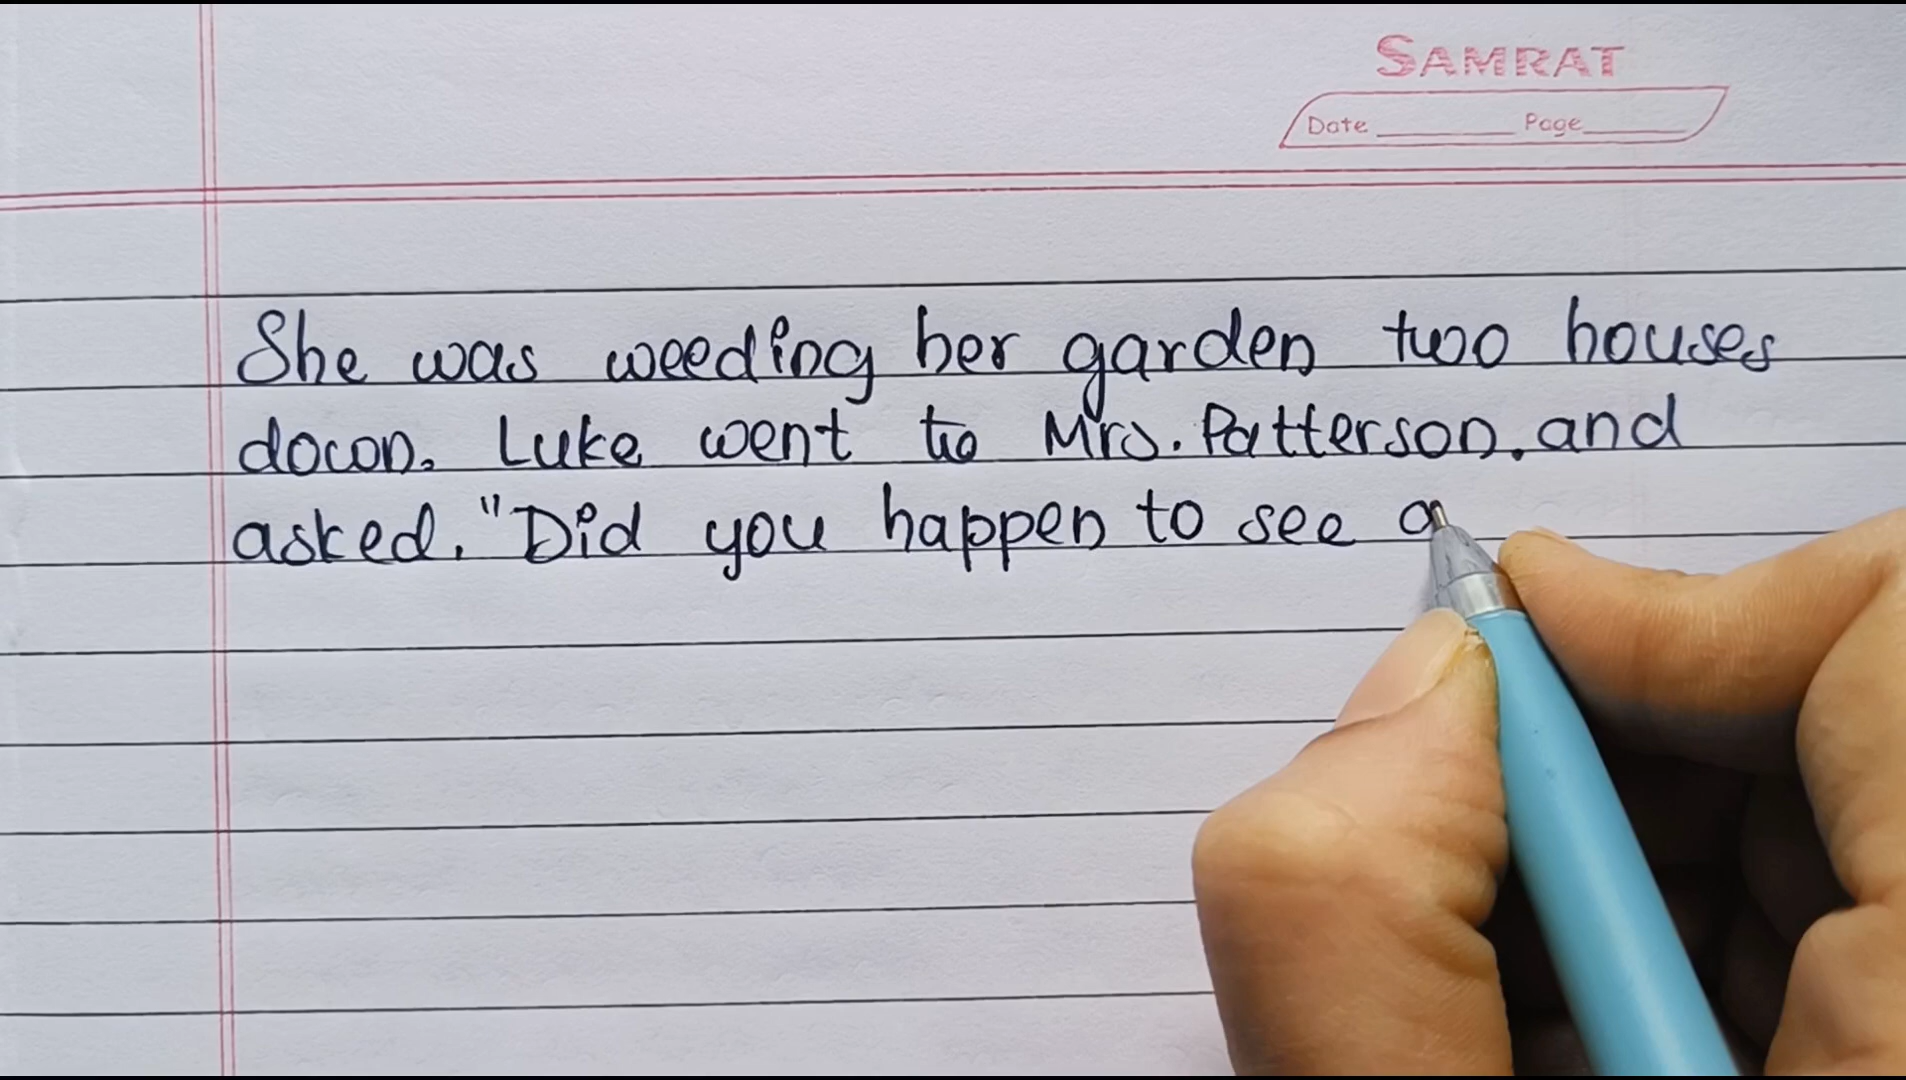 SAMRAT
Date Page
She was weeding her garden two houses
down. Luke went to Mrs. Patterson. and
asked. "Did you happen to see a